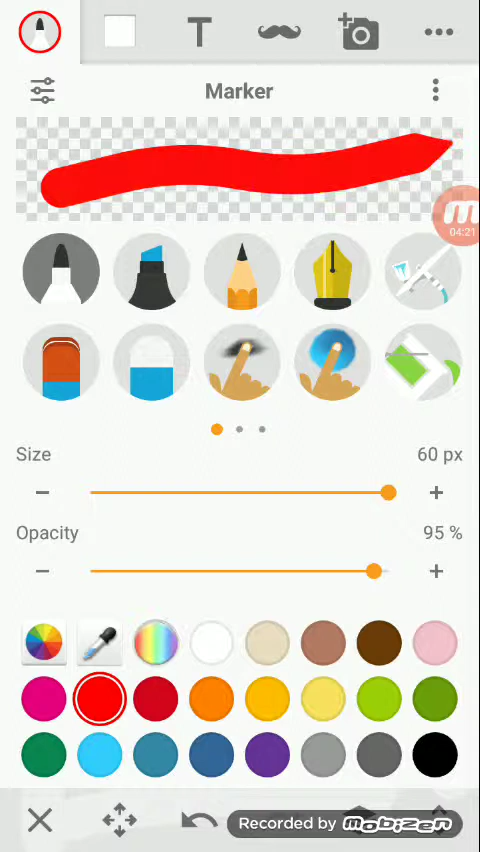 T
Marker
m
04:21
Size
60 px
Opacity
95 %
Recorded by mobizen